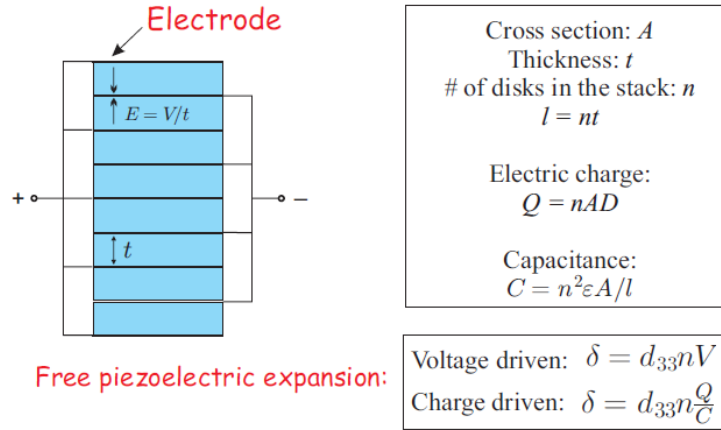 Electrode
E = V/t
+
−
t
Free piezoelectric expansion:
Cross section: A
Thickness: t
# of disks in the stack: n
l = nt
Electric charge:
Q = nAD
Capacitance:
C = n²εA/l
Voltage driven: δ = d₃₃nV
Charge driven: δ = d₃₃n Q/C